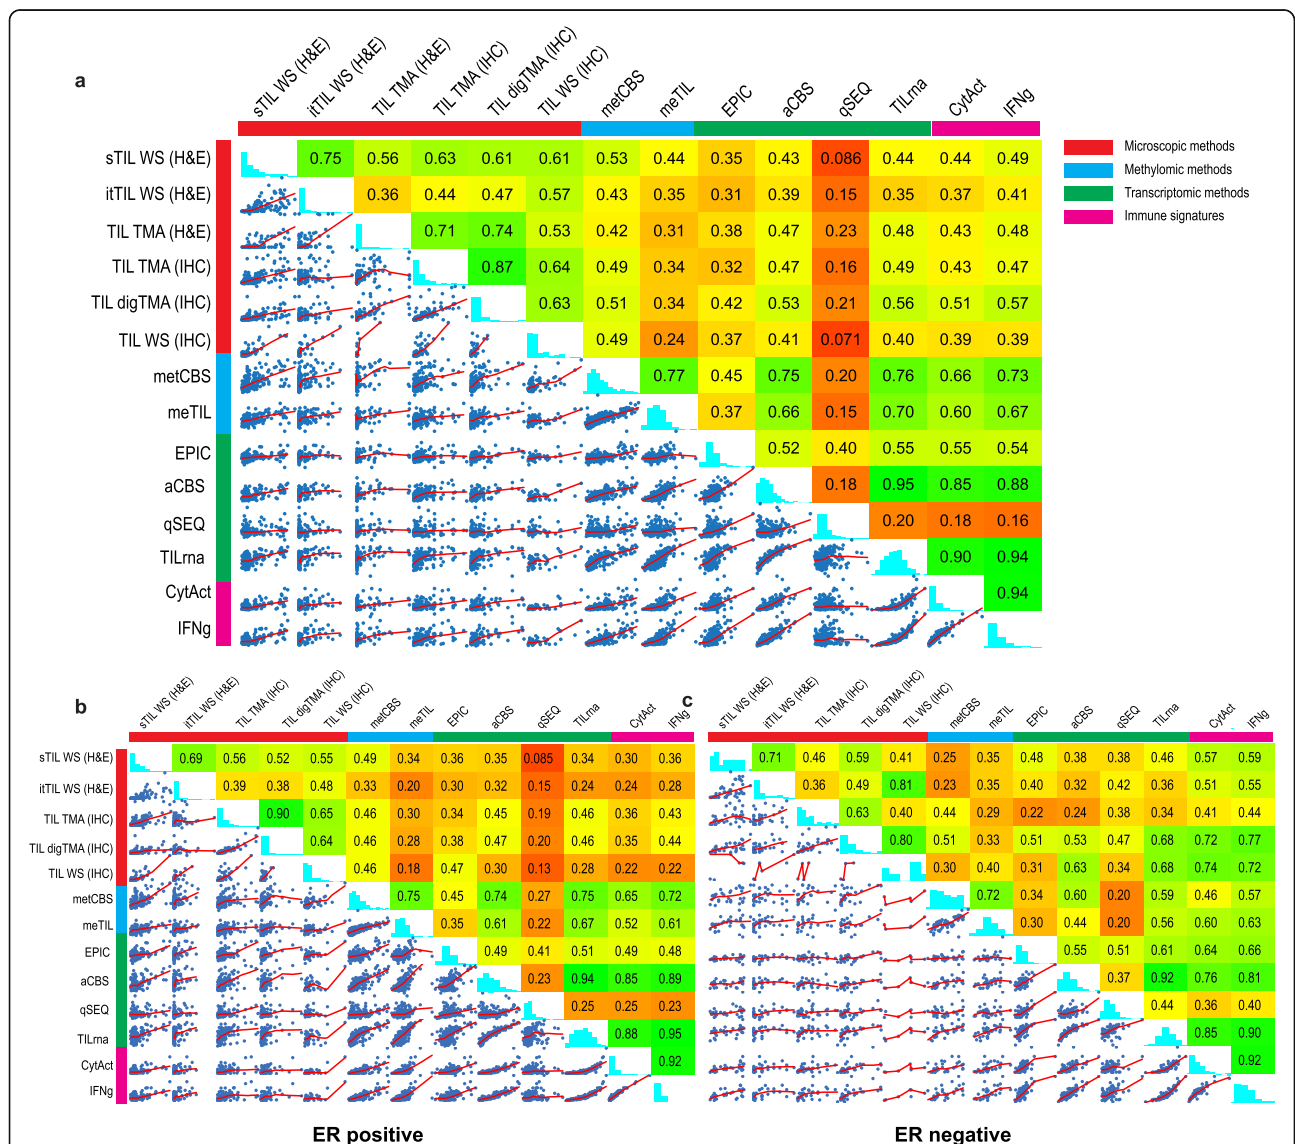 a
sTIL WS (H&E)
itTIL WS (H&E)
TIL TMA (H&E)
TIL TMA (IHC)
TIL digTMA (IHC)
TIL WS (IHC)
metCBS
meTIL
EPIC
aCBS
qSEQ
TILrna
CytAct
IFNg
sTIL WS (H&E) 0.75 0.56 0.63 0.61 0.61 0.53 0.44 0.35 0.43 0.086 0.44 0.44 0.49
itTIL WS (H&E) 0.36 0.44 0.47 0.57 0.43 0.35 0.31 0.39 0.15 0.35 0.37 0.41
TIL TMA (H&E) 0.71 0.74 0.53 0.42 0.31 0.38 0.47 0.23 0.48 0.43 0.48
TIL TMA (IHC) 0.87 0.64 0.49 0.34 0.32 0.47 0.16 0.49 0.43 0.47
TIL digTMA (IHC) 0.63 0.51 0.34 0.42 0.53 0.21 0.56 0.51 0.57
TIL WS (IHC) 0.49 0.24 0.37 0.41 0.071 0.40 0.39 0.39
metCBS 0.77 0.45 0.75 0.20 0.76 0.66 0.73
meTIL 0.37 0.66 0.15 0.70 0.60 0.67
EPIC 0.52 0.40 0.55 0.55 0.54
aCBS 0.18 0.95 0.85 0.88
qSEQ 0.20 0.18 0.16
TILrna 0.90 0.94
CytAct 0.94
IFNg
Microscopic methods
Methylomic methods
Transcriptomic methods
Immune signatures
b
sTIL WS (H&E)
itTIL WS (H&E)
TIL TMA (IHC)
TIL digTMA (IHC)
TIL WS (IHC)
metCBS
meTIL
EPIC
aCBS
qSEQ
TILrna
CytAct
IFNg
sTIL WS (H&E) 0.69 0.56 0.52 0.55 0.49 0.34 0.36 0.35 0.085 0.34 0.30 0.36
itTIL WS (H&E) 0.39 0.38 0.48 0.33 0.20 0.30 0.32 0.15 0.24 0.24 0.28
TIL TMA (IHC) 0.90 0.65 0.46 0.30 0.34 0.45 0.19 0.46 0.36 0.43
TIL digTMA (IHC) 0.64 0.46 0.28 0.38 0.47 0.20 0.46 0.35 0.44
TIL WS (IHC) 0.46 0.18 0.47 0.30 0.13 0.28 0.22 0.22
metCBS 0.75 0.45 0.74 0.27 0.75 0.65 0.72
meTIL 0.35 0.61 0.22 0.67 0.52 0.61
EPIC 0.49 0.41 0.51 0.49 0.48
aCBS 0.23 0.94 0.85 0.89
qSEQ 0.25 0.25 0.23
TILrna 0.88 0.95
CytAct 0.92
IFNg
ER positive
c
sTIL WS (H&E)
itTIL WS (H&E)
TIL TMA (IHC)
TIL digTMA (IHC)
TIL WS (IHC)
metCBS
meTIL
EPIC
aCBS
qSEQ
TILrna
CytAct
IFNg
0.71 0.46 0.59 0.41 0.25 0.35 0.48 0.38 0.38 0.46 0.57 0.59
0.36 0.49 0.81 0.23 0.35 0.40 0.32 0.42 0.36 0.51 0.55
0.63 0.40 0.44 0.29 0.22 0.24 0.38 0.34 0.41 0.44
0.80 0.51 0.33 0.51 0.53 0.47 0.68 0.72 0.77
0.30 0.40 0.31 0.63 0.34 0.68 0.74 0.72
0.72 0.34 0.60 0.20 0.59 0.46 0.57
0.30 0.44 0.20 0.56 0.60 0.63
0.55 0.51 0.61 0.64 0.66
0.37 0.92 0.76 0.81
0.44 0.36 0.40
0.85 0.90
0.92
ER negative